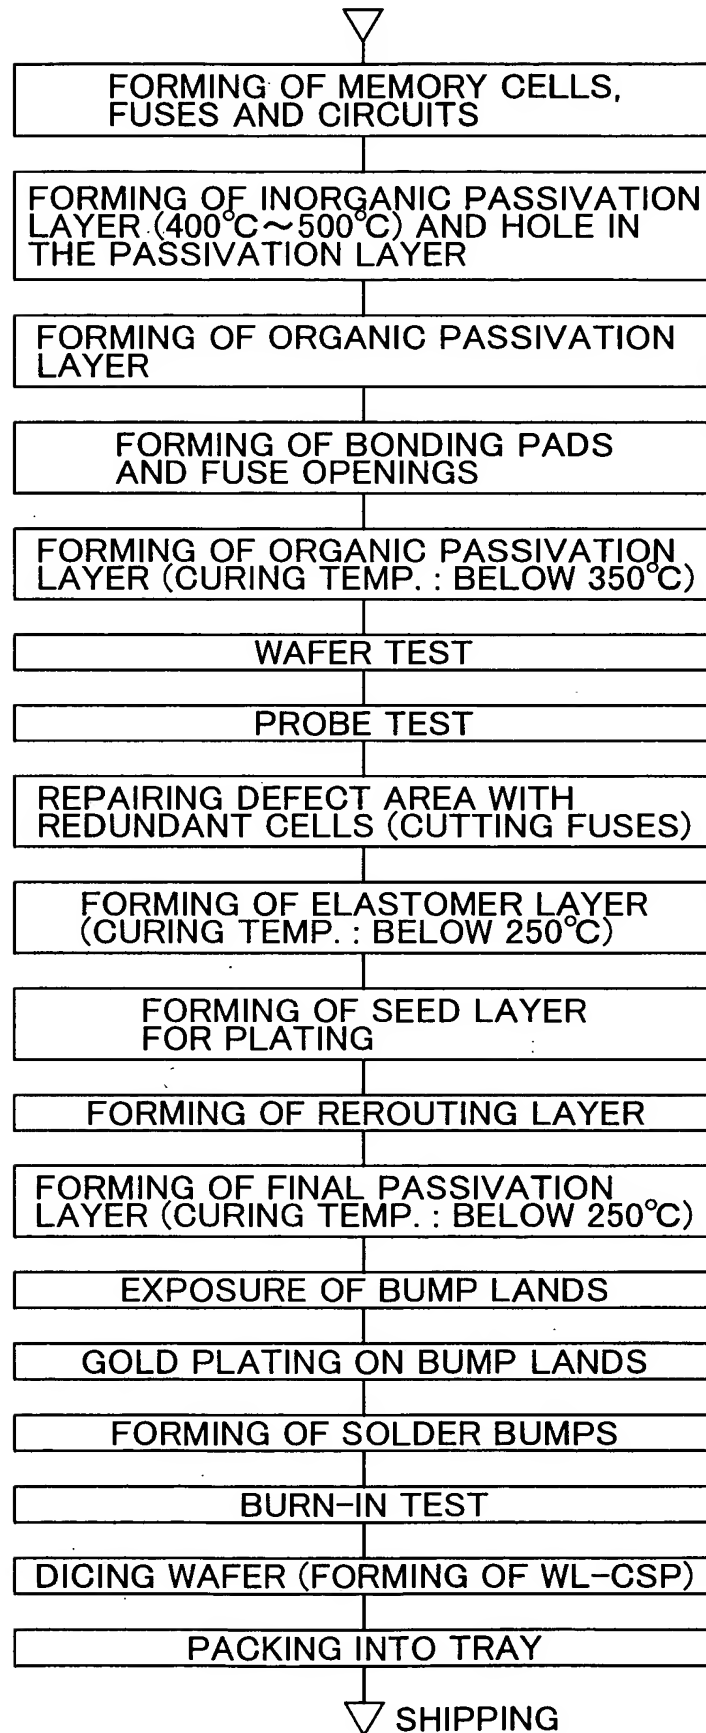 FORMING OF MEMORY CELLS,
FUSES AND CIRCUITS
FORMING OF INORGANIC PASSIVATION
LAYER (400°C～500°C) AND HOLE IN
THE PASSIVATION LAYER
FORMING OF ORGANIC PASSIVATION
LAYER
FORMING OF BONDING PADS
AND FUSE OPENINGS
FORMING OF ORGANIC PASSIVATION
LAYER (CURING TEMP. : BELOW 350°C)
WAFER TEST
PROBE TEST
REPAIRING DEFECT AREA WITH
REDUNDANT CELLS (CUTTING FUSES)
FORMING OF ELASTOMER LAYER
(CURING TEMP. : BELOW 250°C)
FORMING OF SEED LAYER
FOR PLATING
FORMING OF REROUTING LAYER
FORMING OF FINAL PASSIVATION
LAYER (CURING TEMP. : BELOW 250°C)
EXPOSURE OF BUMP LANDS
GOLD PLATING ON BUMP LANDS
FORMING OF SOLDER BUMPS
BURN-IN TEST
DICING WAFER (FORMING OF WL-CSP)
PACKING INTO TRAY
SHIPPING